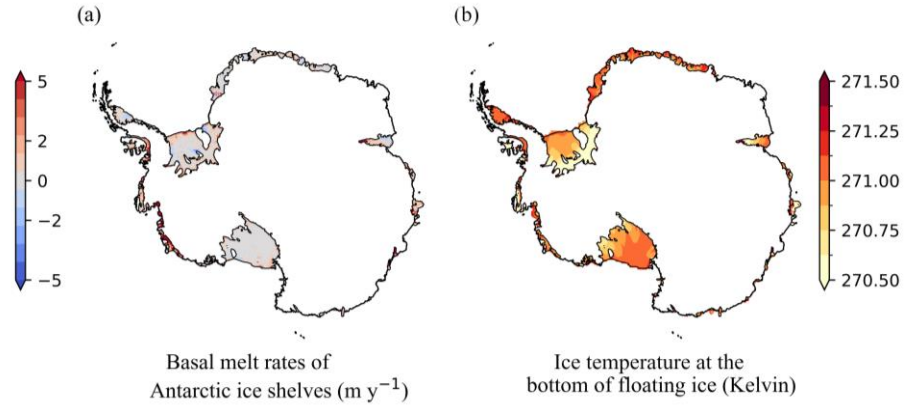 (a)
(b)
5
2
0
−2
−5
271.50
271.25
271.00
270.75
270.50
Basal melt rates of
Antarctic ice shelves (m y⁻¹)
Ice temperature at the
bottom of floating ice (Kelvin)